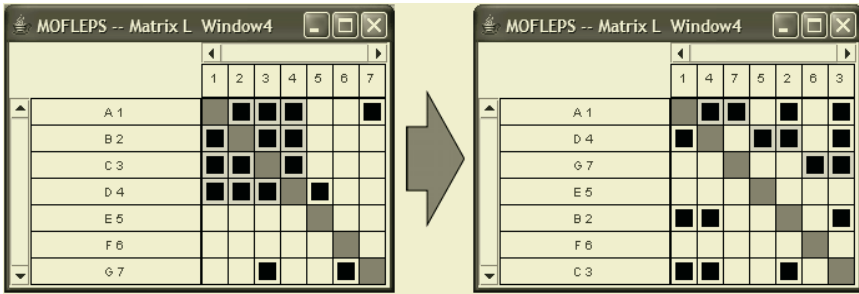 MOFLEPS -- Matrix L Window4
1 2 3 4 5 6 7
A 1
B 2
C 3
D 4
E 5
F 6
G 7
MOFLEPS -- Matrix L Window4
1 4 7 5 2 6 3
A 1
D 4
G 7
E 5
B 2
F 6
C 3